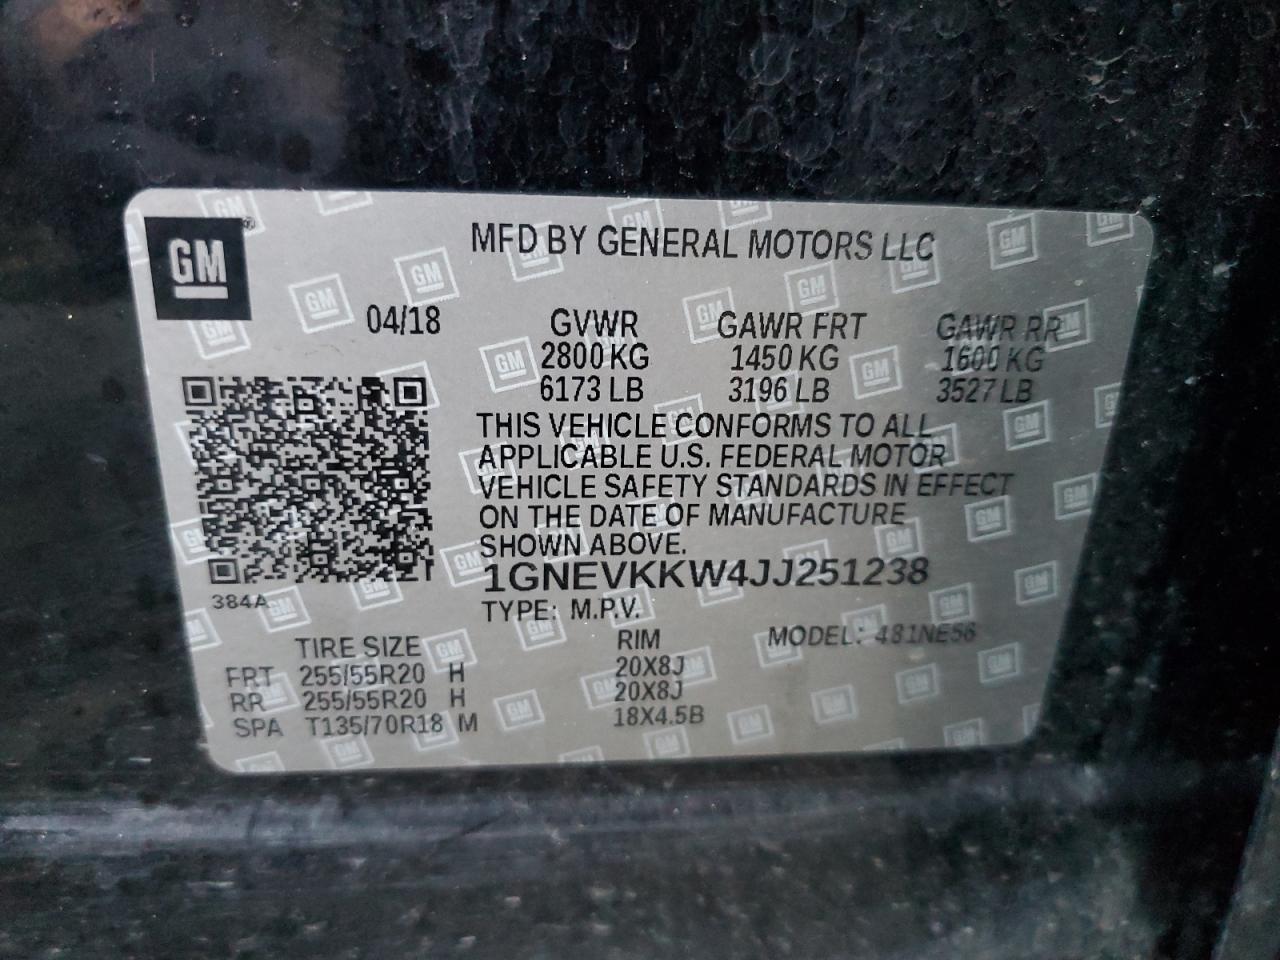 GM ®
MFD BY GENERAL MOTORS LLC
04/18 GVWR GAWR FRT GAWR RR
2800 KG 1450 KG 1600 KG
6173 LB 3196 LB 3527 LB
THIS VEHICLE CONFORMS TO ALL
APPLICABLE U.S. FEDERAL MOTOR
VEHICLE SAFETY STANDARDS IN EFFECT
ON THE DATE OF MANUFACTURE
SHOWN ABOVE.
1GNEVKKW4JJ251238
384A
TYPE: M.P.V.
TIRE SIZE RIM MODEL: 481NE56
FRT 255/55R20 H 20X8J
RR 255/55R20 H 20X8J
SPA T135/70R18 M 18X4.5B